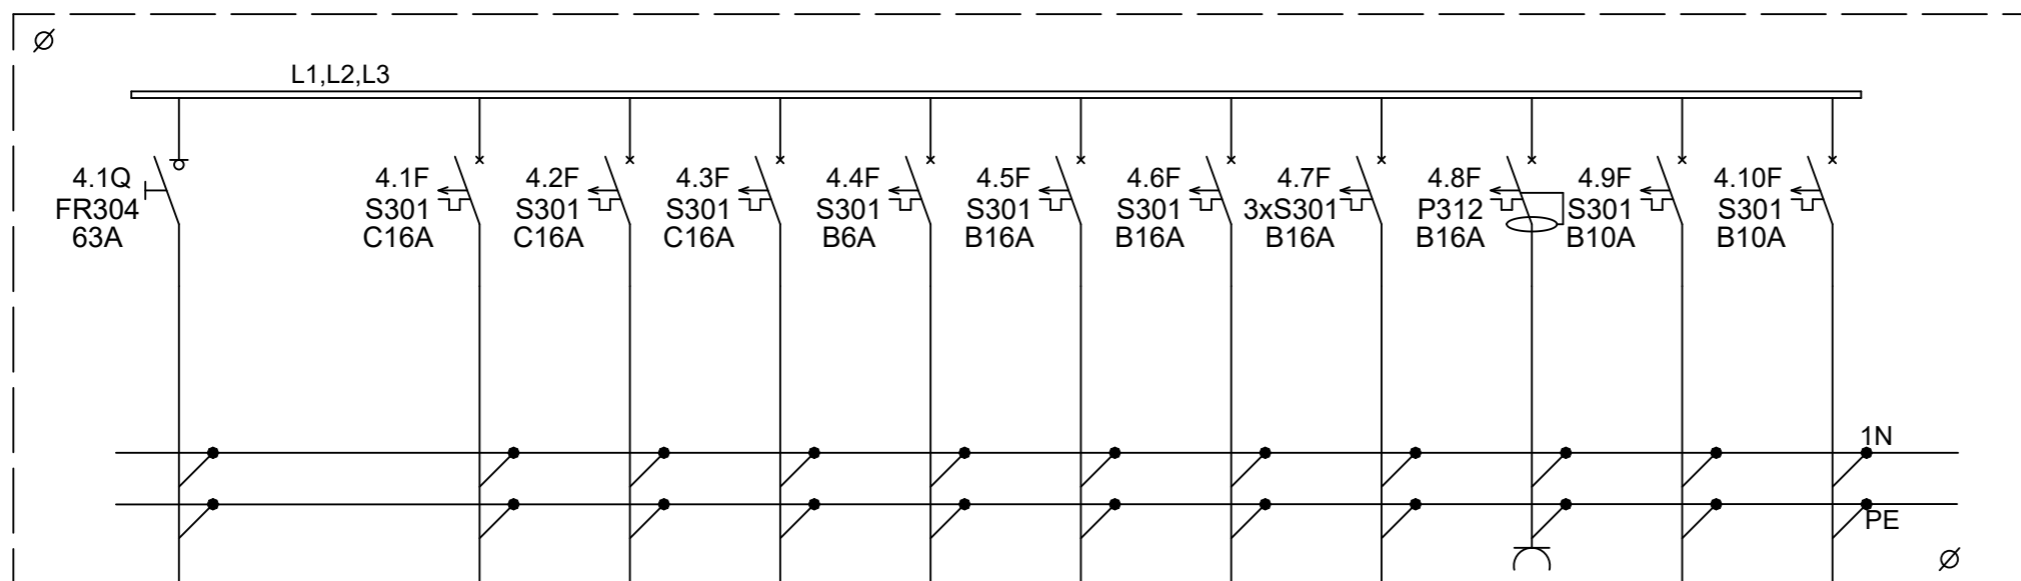 L1,L2,L3
4.1Q
FR304
63A
4.1F
S301
C16A
4.2F
S301
C16A
4.3F
S301
C16A
4.4F
S301
B6A
4.5F
S301
B16A
4.6F
S301
B16A
4.7F
3xS301
B16A
4.8F
P312
B16A
4.9F
S301
B10A
4.10F
S301
B10A
1N
PE